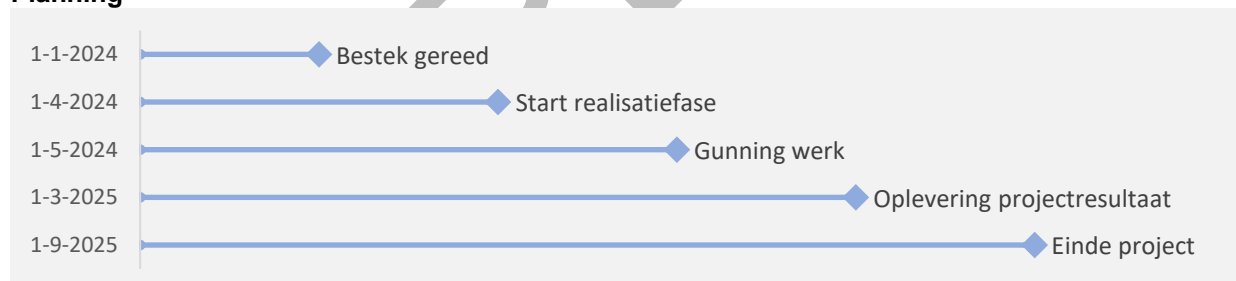 Planning
1-1-2024 Bestek gereed
1-4-2024 Start realisatiefase
1-5-2024 Gunning werk
1-3-2025 Oplevering projectresultaat
1-9-2025 Einde project